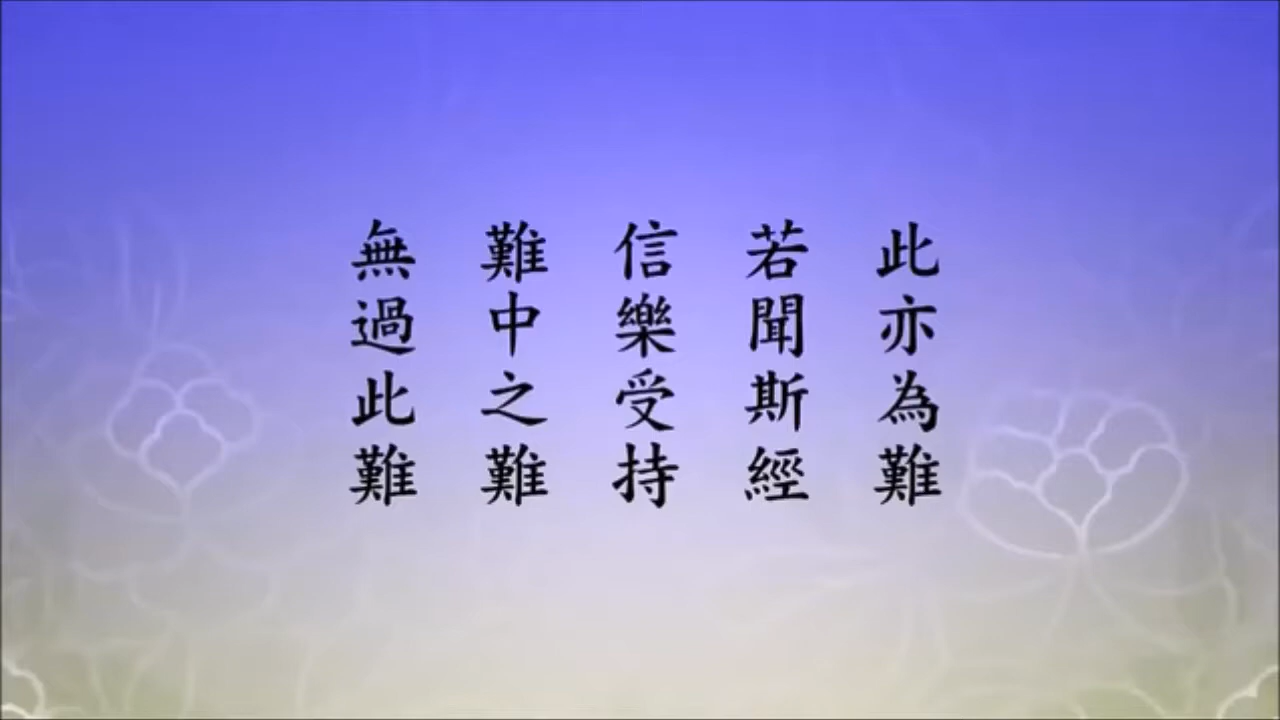 此亦為難
若聞斯經
信樂受持
難中之難
無過此難